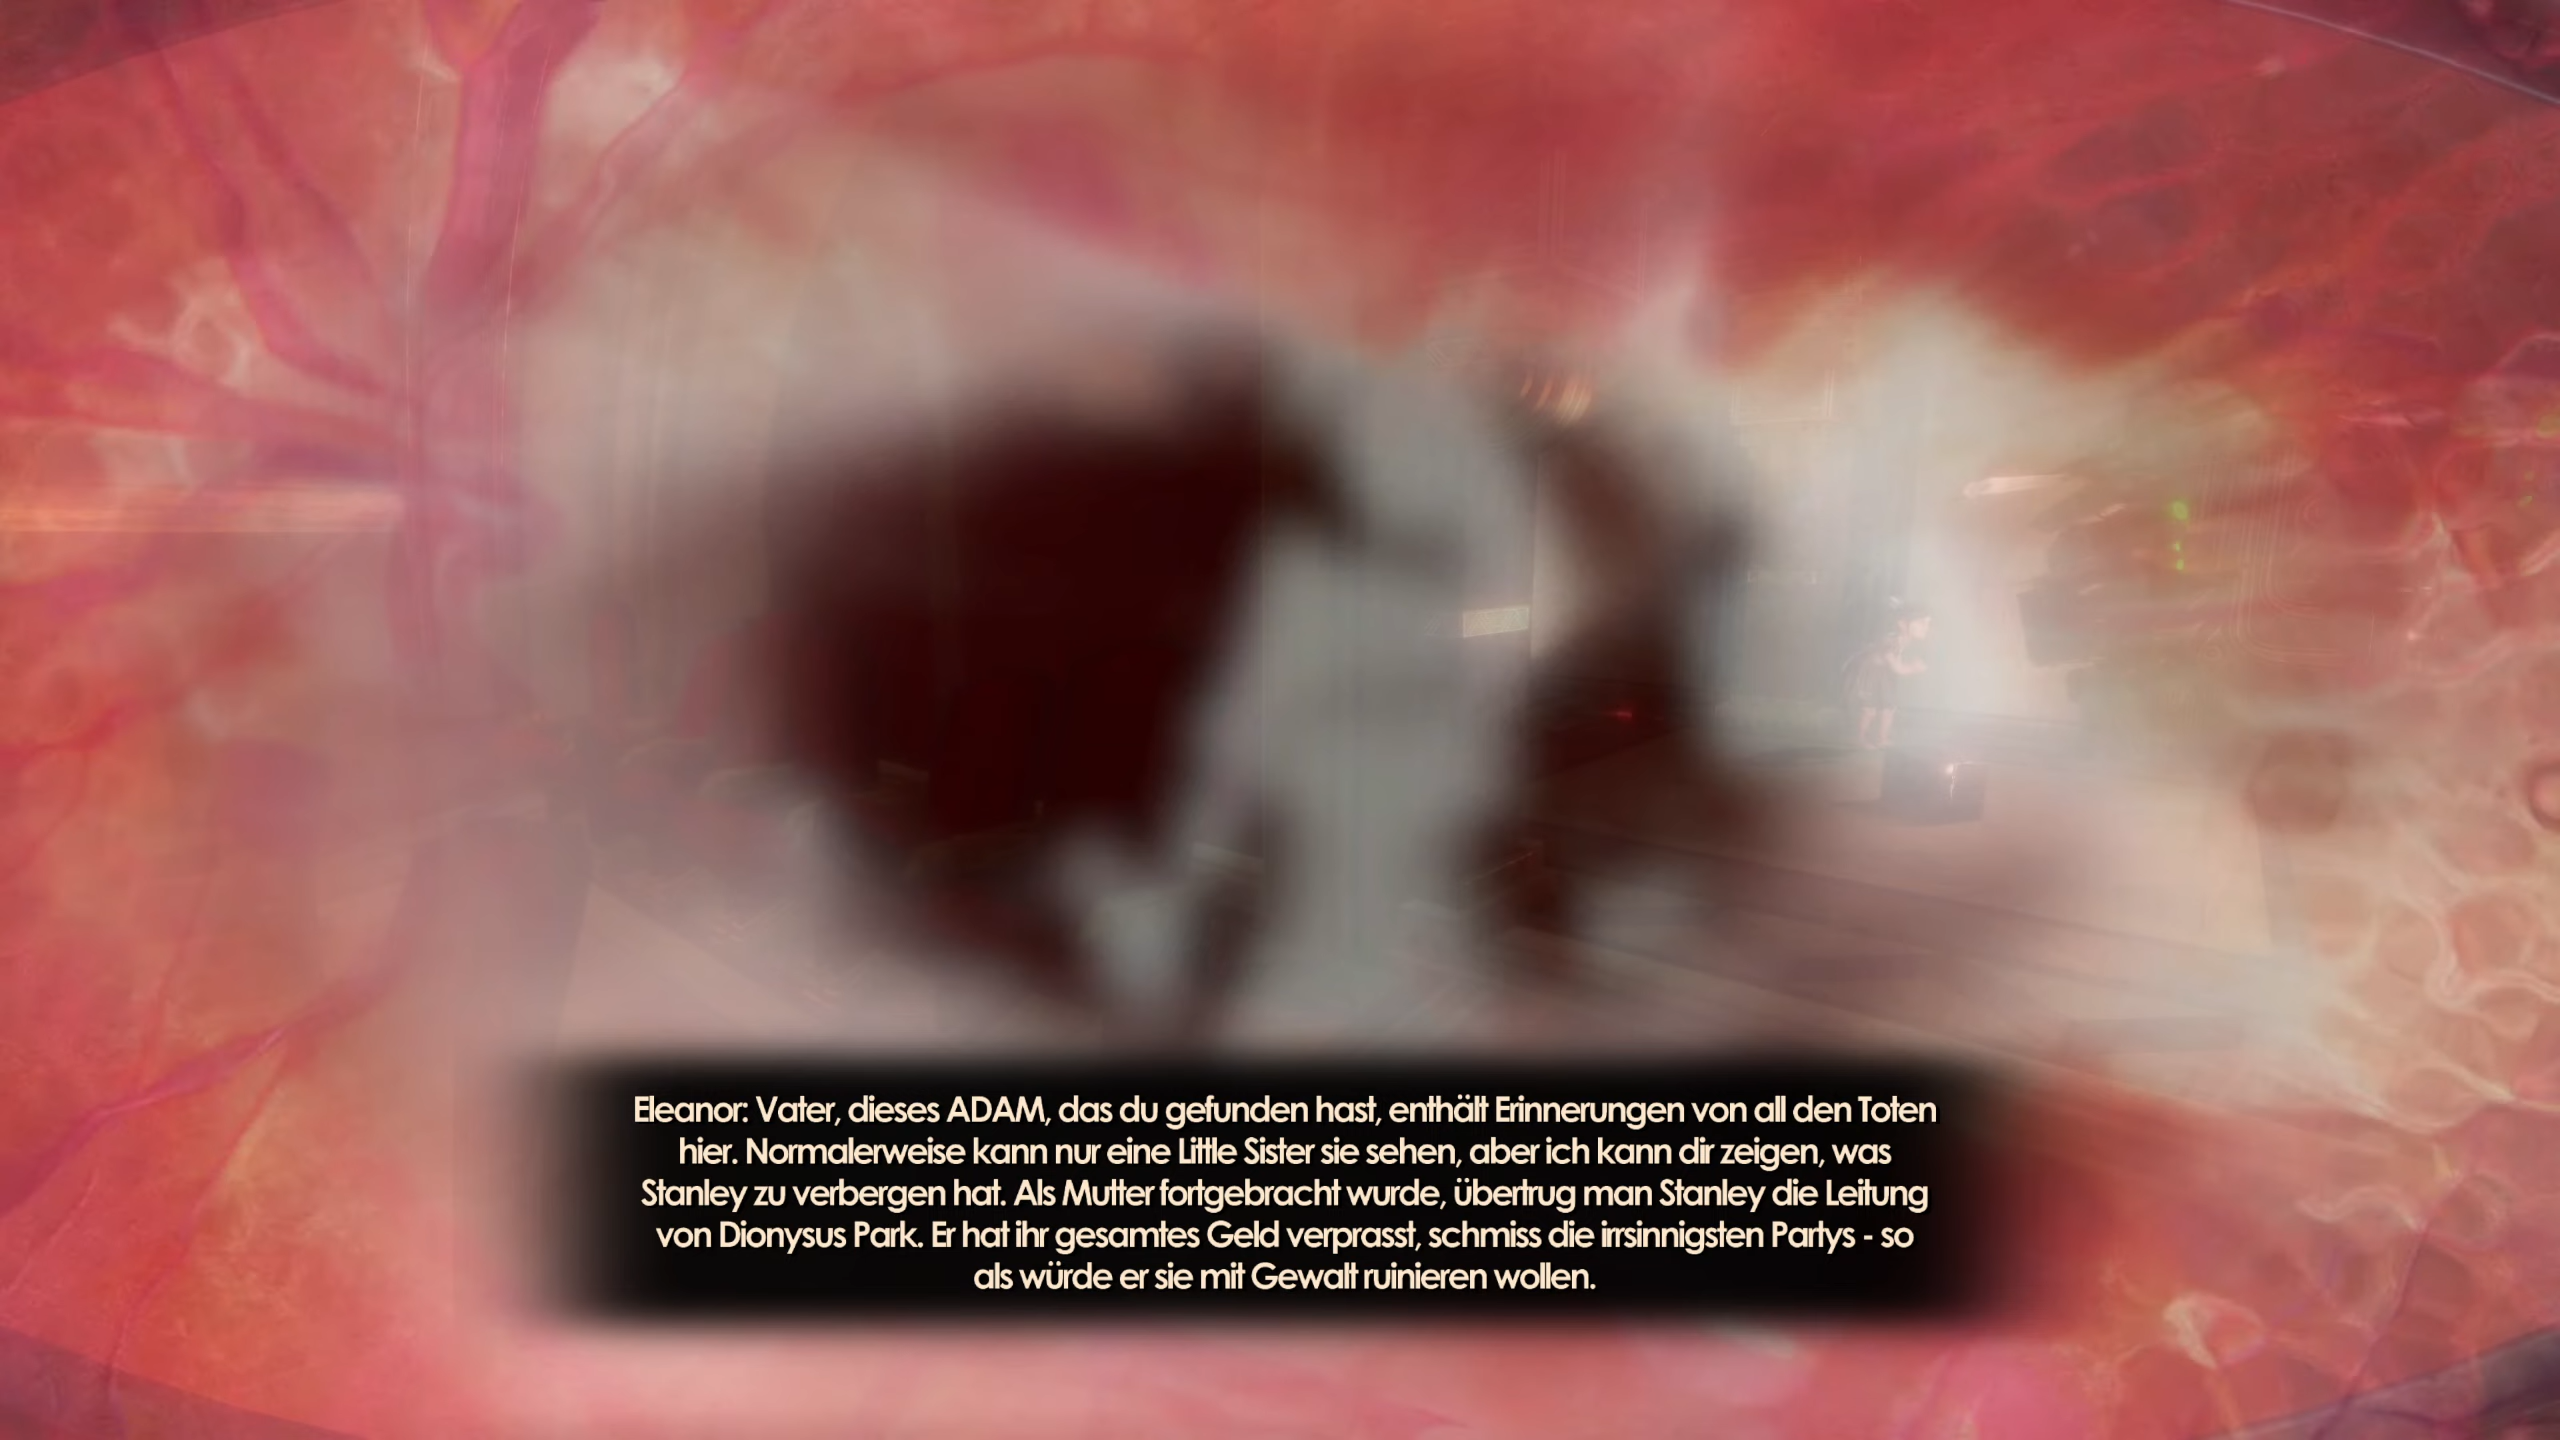 Eleanor: Vater, dieses ADAM, das du gefunden hast, enthält Erinnerungen von all den Toten
hier. Normalerweise kann nur eine Little Sister sie sehen, aber ich kann dir zeigen, was
Stanley zu verbergen hat. Als Mutter fortgebracht wurde, übertrug man Stanley die Leitung
von Dionysus Park. Er hat ihr gesamtes Geld verprasst, schmiss die irrsinnigsten Partys - so
als würde er sie mit Gewalt ruinieren wollen.